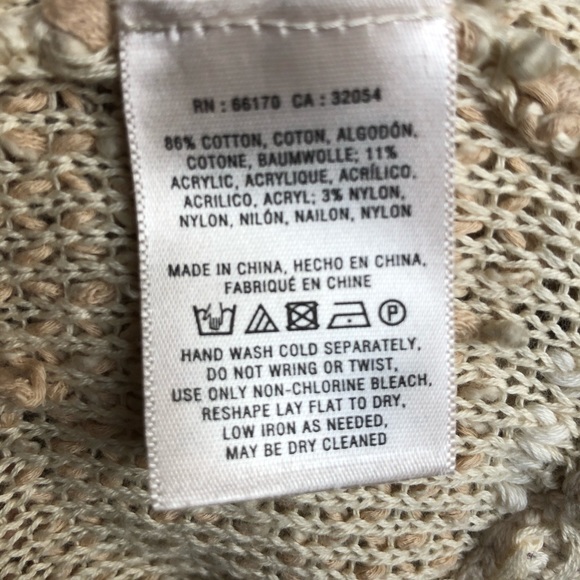 RN : 66170 CA : 32054
86% COTTON, COTON, ALGODÓN,
COTONE, BAUMWOLLE; 11%
ACRYLIC, ACRYLIQUE, ACRÍLICO,
ACRILICO, ACRYL; 3% NYLON,
NYLON, NILÓN, NAILON, NYLON
MADE IN CHINA, HECHO EN CHINA,
FABRIQUÉ EN CHINE
P
HAND WASH COLD SEPARATELY,
DO NOT WRING OR TWIST,
USE ONLY NON-CHLORINE BLEACH,
RESHAPE LAY FLAT TO DRY,
LOW IRON AS NEEDED,
MAY BE DRY CLEANED